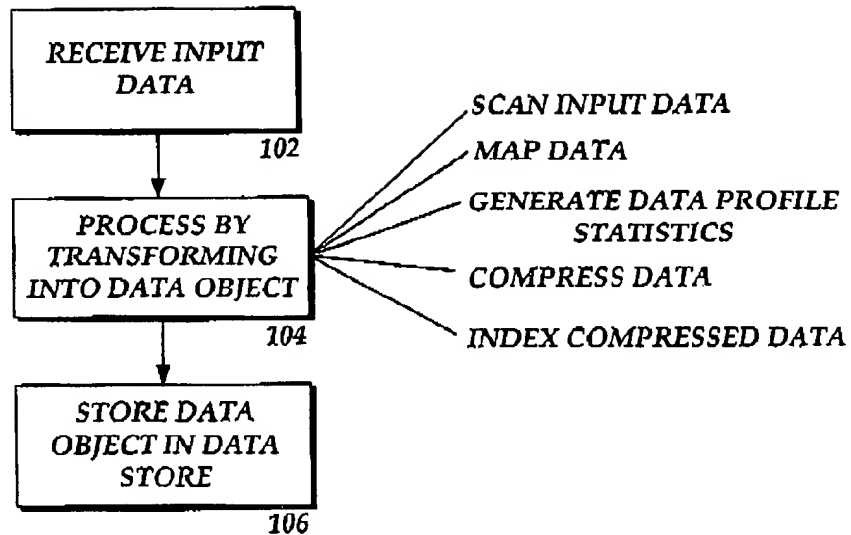 RECEIVE INPUT
DATA
102
PROCESS BY
TRANSFORMING
INTO DATA OBJECT
104
SCAN INPUT DATA
MAP DATA
GENERATE DATA PROFILE
STATISTICS
COMPRESS DATA
INDEX COMPRESSED DATA
STORE DATA
OBJECT IN DATA
STORE
106